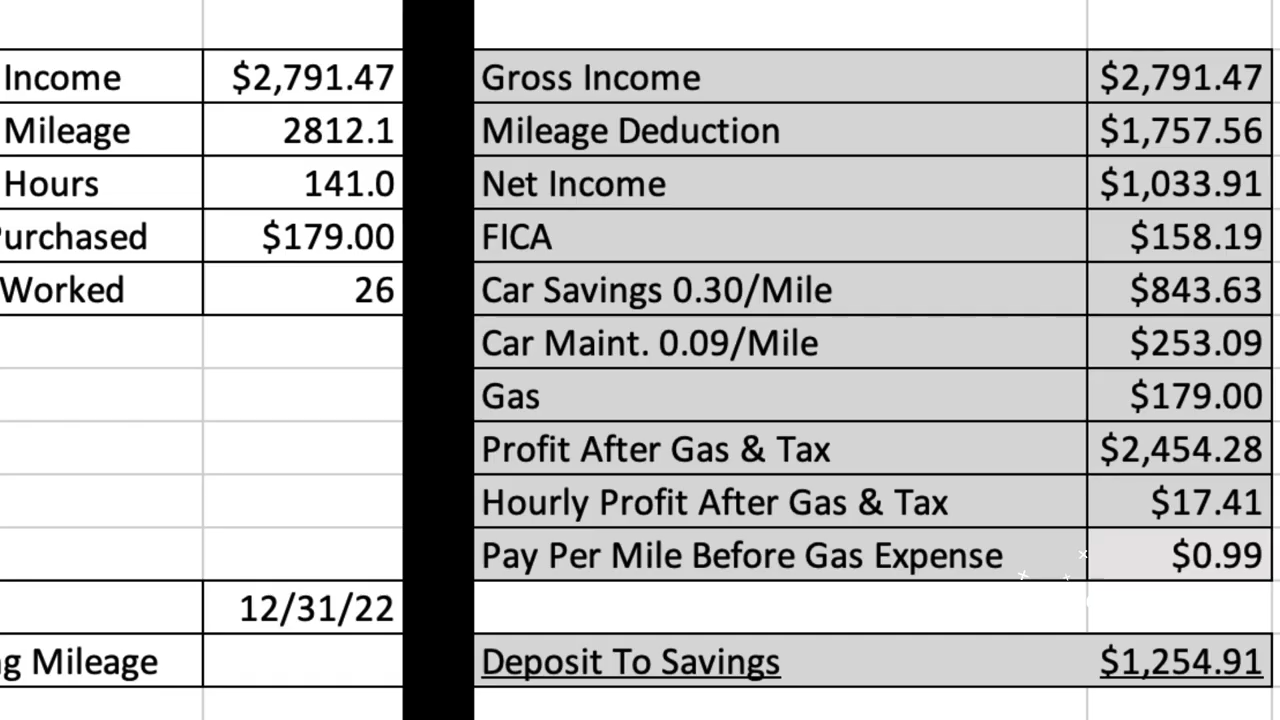 Income $2,791.47
Mileage 2812.1
Hours 141.0
Purchased $179.00
Worked 26
12/31/22
g Mileage
Gross Income $2,791.47
Mileage Deduction $1,757.56
Net Income $1,033.91
FICA $158.19
Car Savings 0.30/Mile $843.63
Car Maint. 0.09/Mile $253.09
Gas $179.00
Profit After Gas & Tax $2,454.28
Hourly Profit After Gas & Tax $17.41
Pay Per Mile Before Gas Expense $0.99
Deposit To Savings $1,254.91